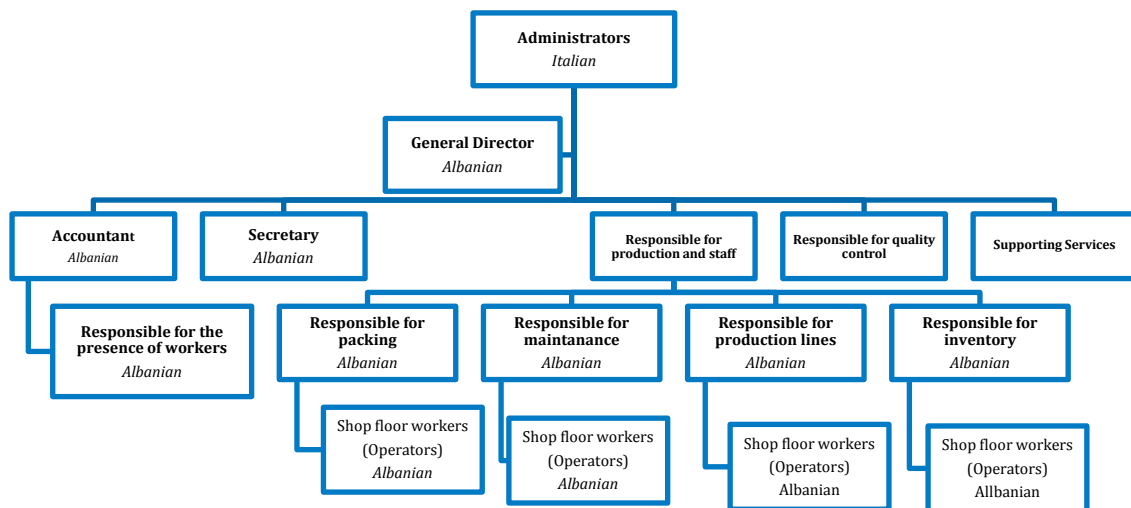 Administrators
Italian
General Director
Albanian
Accountant
Albanian
Secretary
Albanian
Responsible for
production and staff
Responsible for quality
control
Supporting Services
Responsible for the
presence of workers
Albanian
Responsible for
packing
Albanian
Responsible for
maintanance
Albanian
Responsible for
production lines
Albanian
Responsible for
inventory
Albanian
Shop floor workers
(Operators)
Albanian
Shop floor workers
(Operators)
Albanian
Shop floor workers
(Operators)
Albanian
Shop floor workers
(Operators)
Allbanian